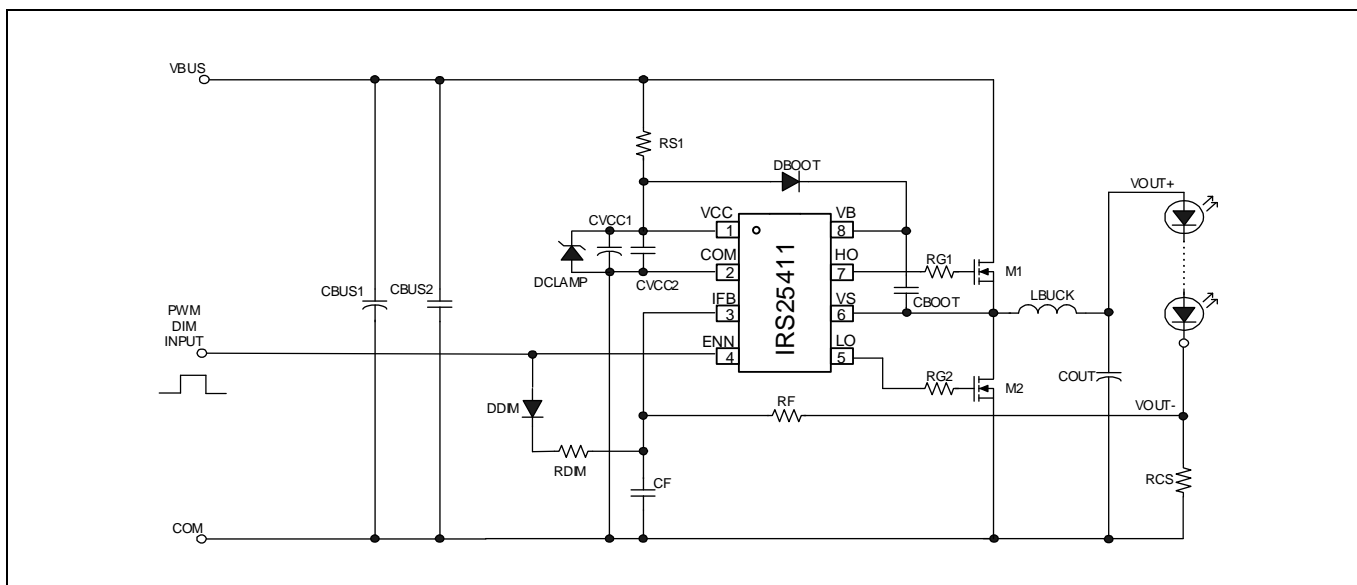 VBUS
RS1
DBOOT
VOUT+
CVCC1
VCC
VB
1
8
COM
HO
RG1
2
7
M1
DCLAMP
CVCC2
LBUCK
CBUS1
CBUS2
IFB
VS
CBOOT
3
6
PWM
DIM
INPUT
ENN
LO
4
5
IRS25411
RG2
M2
COUT
DDIM
RF
VOUT-
RDIM
CF
RCS
COM